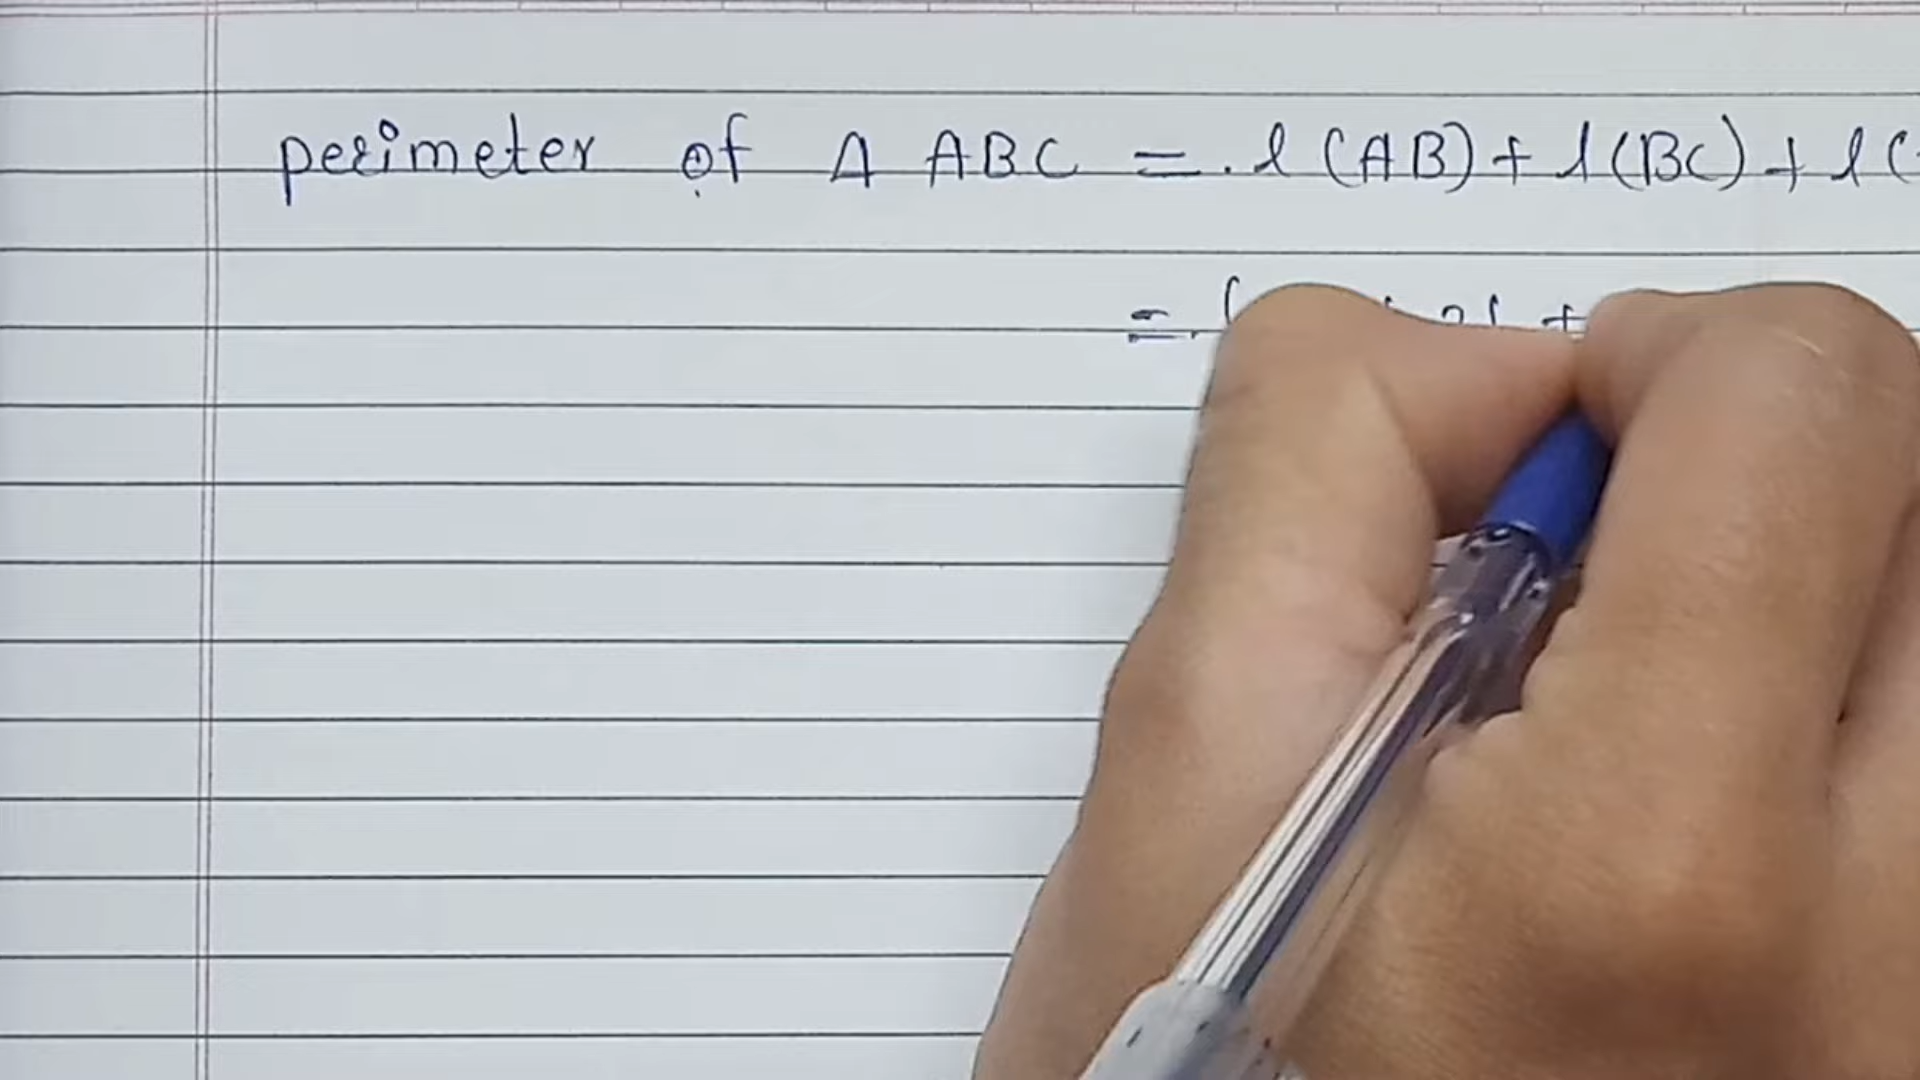 perimeter of Δ ABC = l (AB) + l (BC) + l (
=